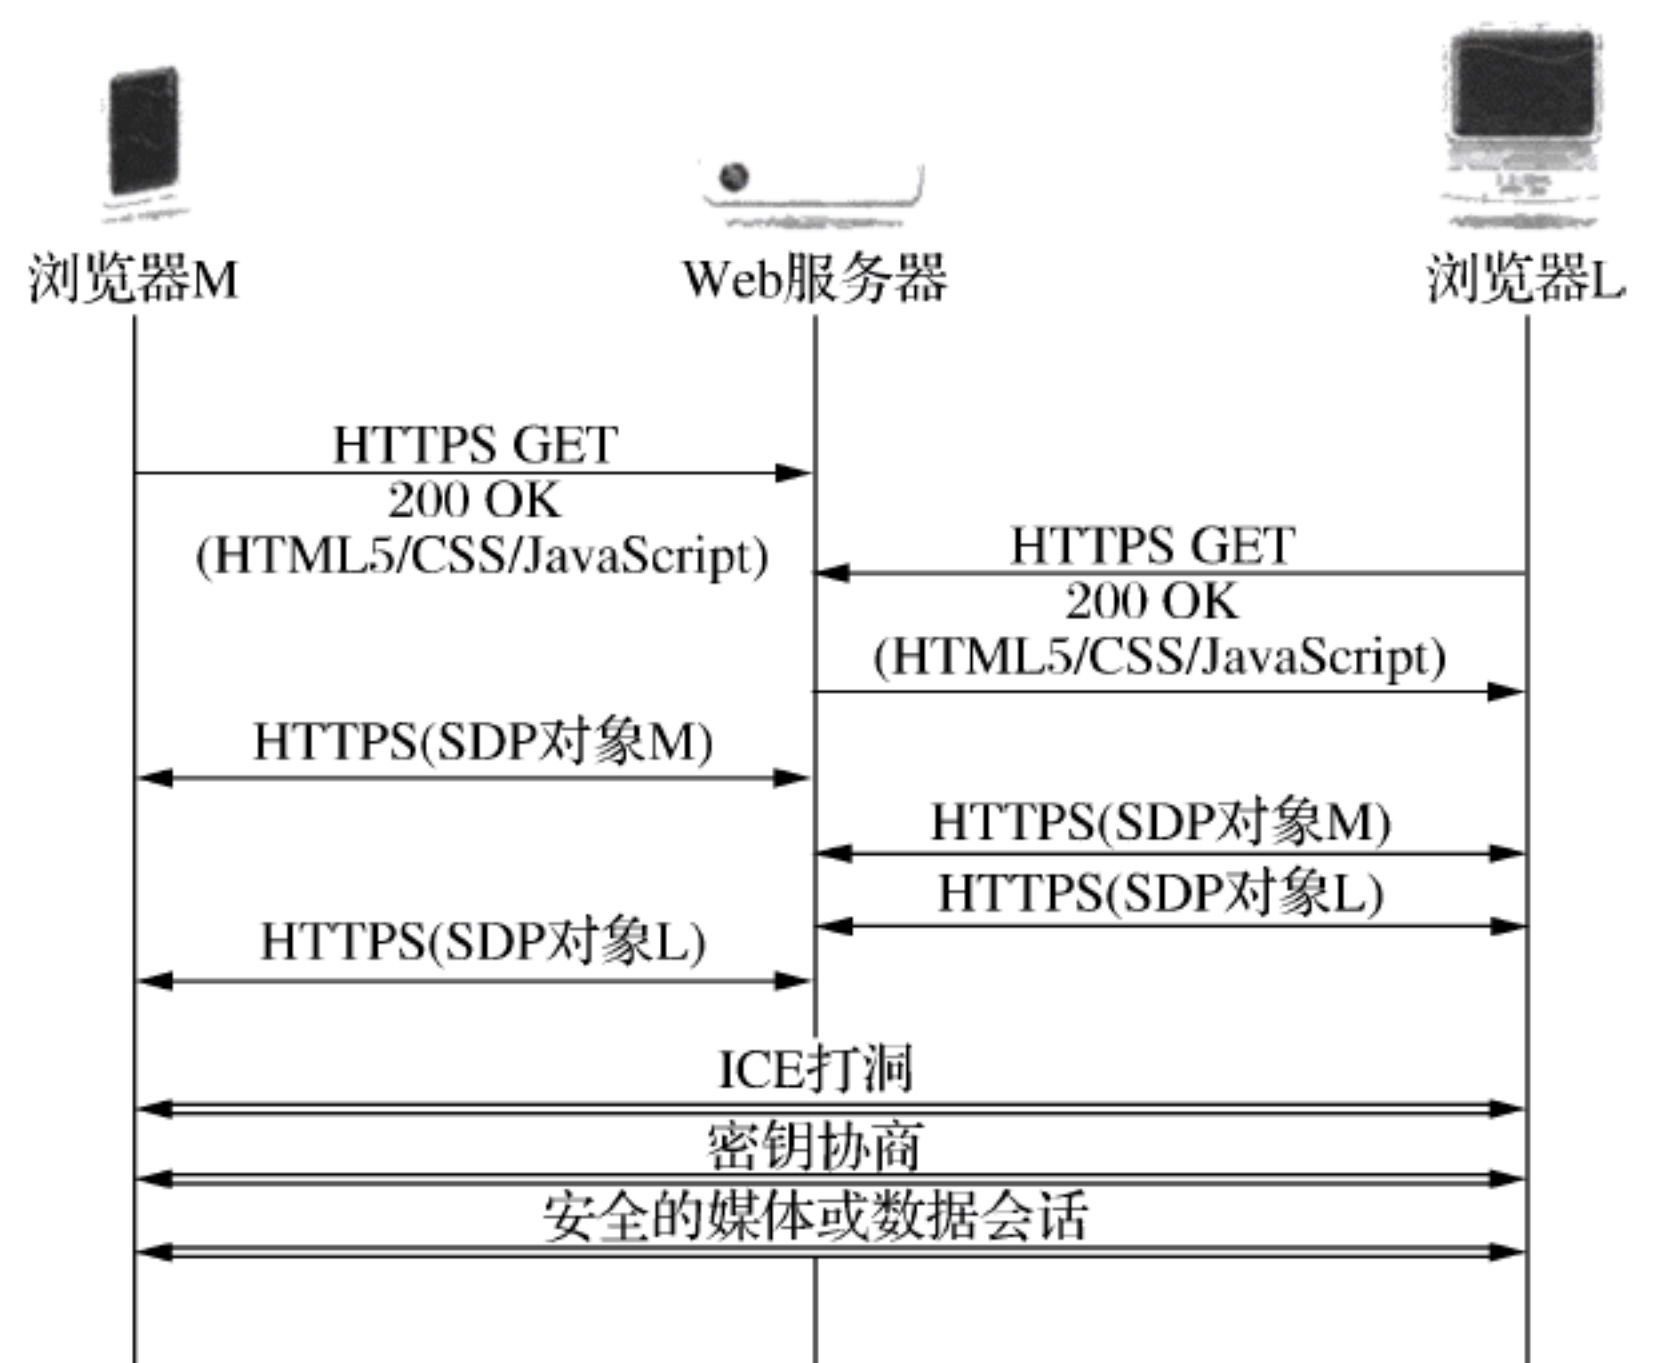 浏览器M
Web服务器
浏览器L
HTTPS GET
200 OK
(HTML5/CSS/JavaScript)
HTTPS GET
200 OK
(HTML5/CSS/JavaScript)
HTTPS(SDP对象M)
HTTPS(SDP对象M)
HTTPS(SDP对象L)
HTTPS(SDP对象L)
ICE打洞
密钥协商
安全的媒体或数据会话